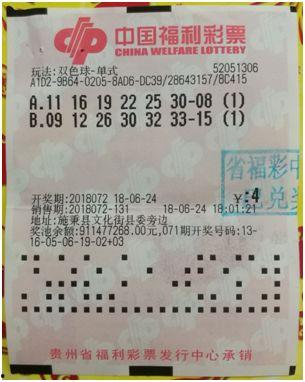 中国福利彩票
CHINA WELFARE LOTTERY
玩法:双色球-单式 52051306
A1D2-9B64-0205-8AD6-DC39/28643157/8C415
A.11 16 19 22 25 30-08 (1)
B.09 12 26 30 32 33-15 (1)
省福彩中
已兑奖
开奖期:2018072 18-06-24 ¥:4
销售期:2018072-131 18-06-24 18:01:21
地址:施秉县文化街县委旁边
奖池余额:911477268.00元,071期开奖号码:13-
16-05-06-19-02+03
贵州省福利彩票发行中心承销